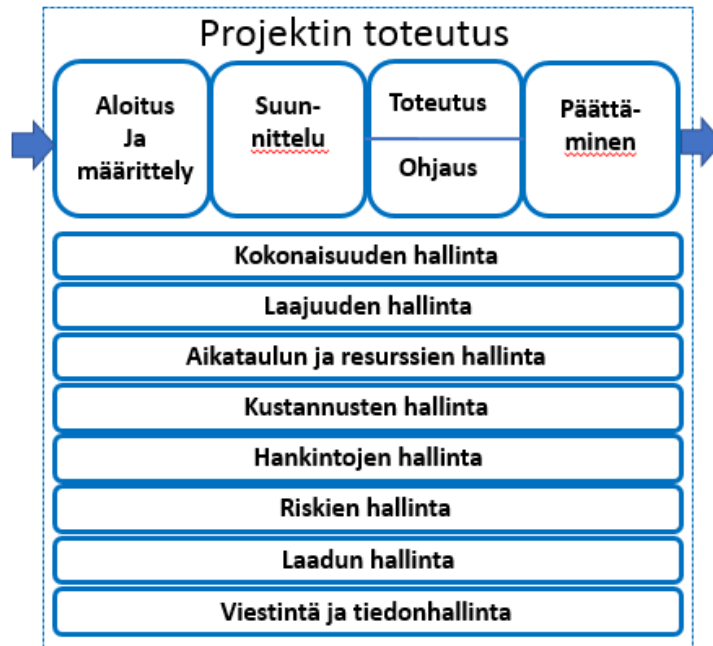 Projektin toteutus
Aloitus
Ja
määrittely
Suun-
nittelu
Toteutus
Ohjaus
Päättä-
minen
Kokonaisuuden hallinta
Laajuuden hallinta
Aikataulun ja resurssien hallinta
Kustannusten hallinta
Hankintojen hallinta
Riskien hallinta
Laadun hallinta
Viestintä ja tiedonhallinta